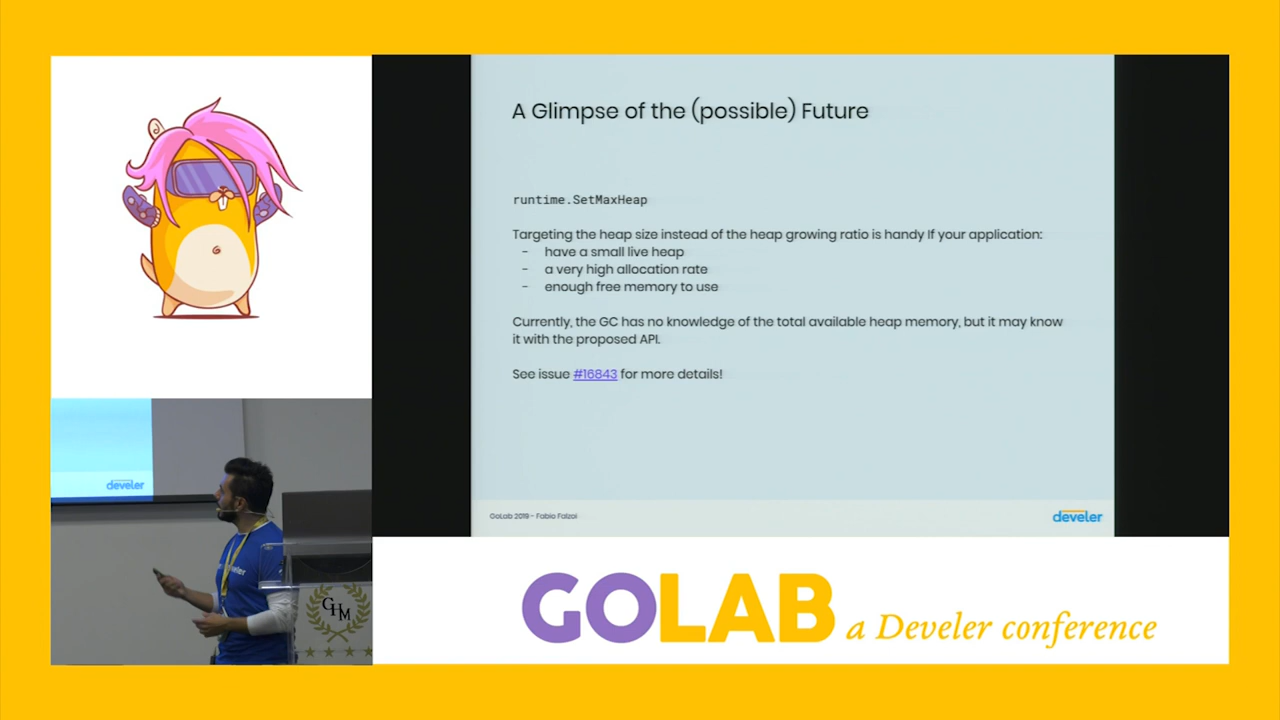 A Glimpse of the (possible) Future
runtime.SetMaxHeap
Targeting the heap size instead of the heap growing ratio is handy If your application:
- have a small live heap
- a very high allocation rate
- enough free memory to use
Currently, the GC has no knowledge of the total available heap memory, but it may know
it with the proposed API.
See issue #16843 for more details!
GoLab 2019 - Fabio Falzoi
develer
develer
GHM
GOLAB a Develer conference